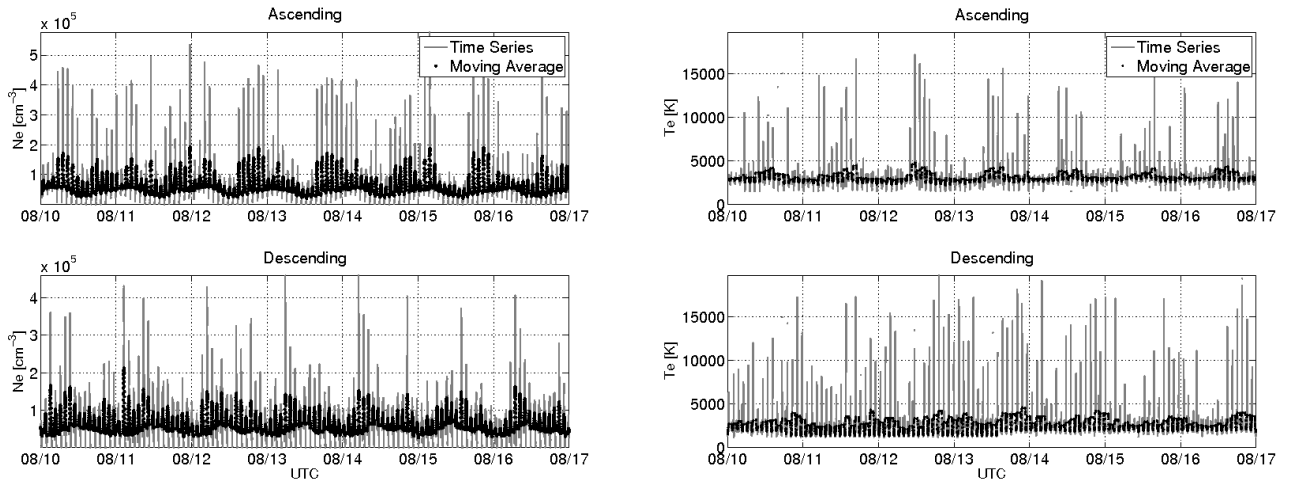 Ascending
x 10⁵
Ne [cm⁻³]
5
4
3
2
1
Time Series
Moving Average
08/10 08/11 08/12 08/13 08/14 08/15 08/16 08/17
Ascending
Te [K]
15000
10000
5000
0
Time Series
Moving Average
08/10 08/11 08/12 08/13 08/14 08/15 08/16 08/17
Descending
x 10⁵
Ne [cm⁻³]
4
3
2
1
08/10 08/11 08/12 08/13 08/14 08/15 08/16 08/17
UTC
Descending
Te [K]
15000
10000
5000
0
08/10 08/11 08/12 08/13 08/14 08/15 08/16 08/17
UTC